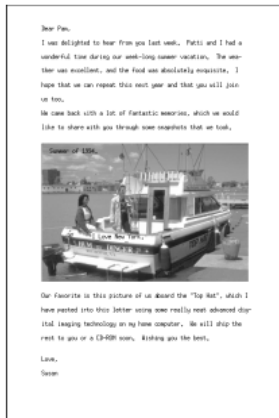 Dear Pam,
I was delighted to hear from you last week. Patti and I had a
wonderful time during our week-long summer vacation. The wea-
ther was excellent, and the food was absolutely exquisite. I
hope that we can repeat this next year and that you will join
us too.
We came back with a lot of fantastic memories, which we would
like to share with you through some snapshots that we took.
Summer of 1994.
I Love New York.
TOP HAT
Our favorite is this picture of us aboard the "Top Hat", which I
have pasted into this letter using some really neat advanced dig-
ital imaging technology on my home computer. We will ship the
rest to you on a CD-ROM soon. Wishing you the best,
Love,
Susan